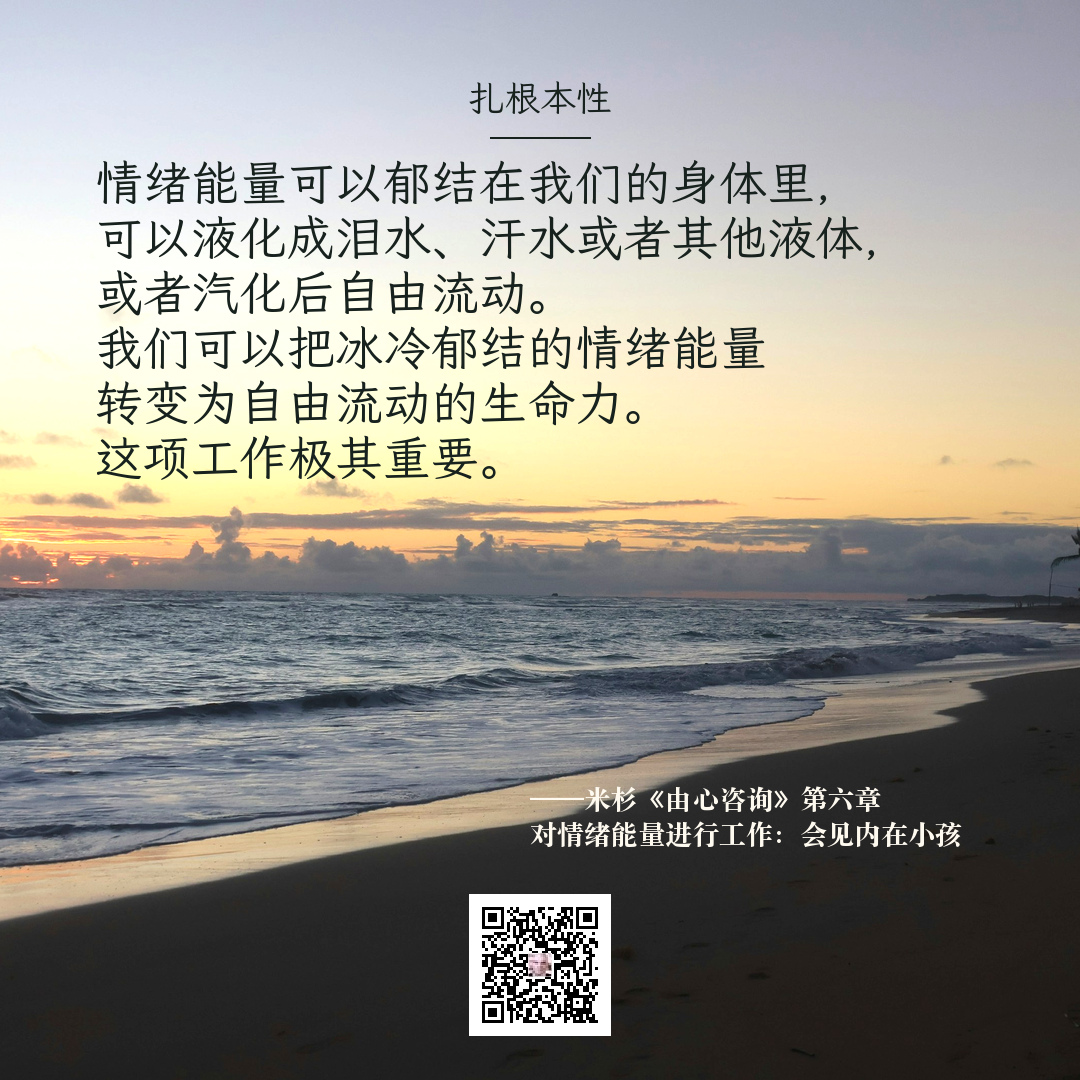 扎根本性
情绪能量可以郁结在我们的身体里,
可以液化成泪水、汗水或者其他液体,
或者汽化后自由流动。
我们可以把冰冷郁结的情绪能量
转变为自由流动的生命力。
这项工作极其重要。
——米杉《由心咨询》第六章
对情绪能量进行工作：会见内在小孩